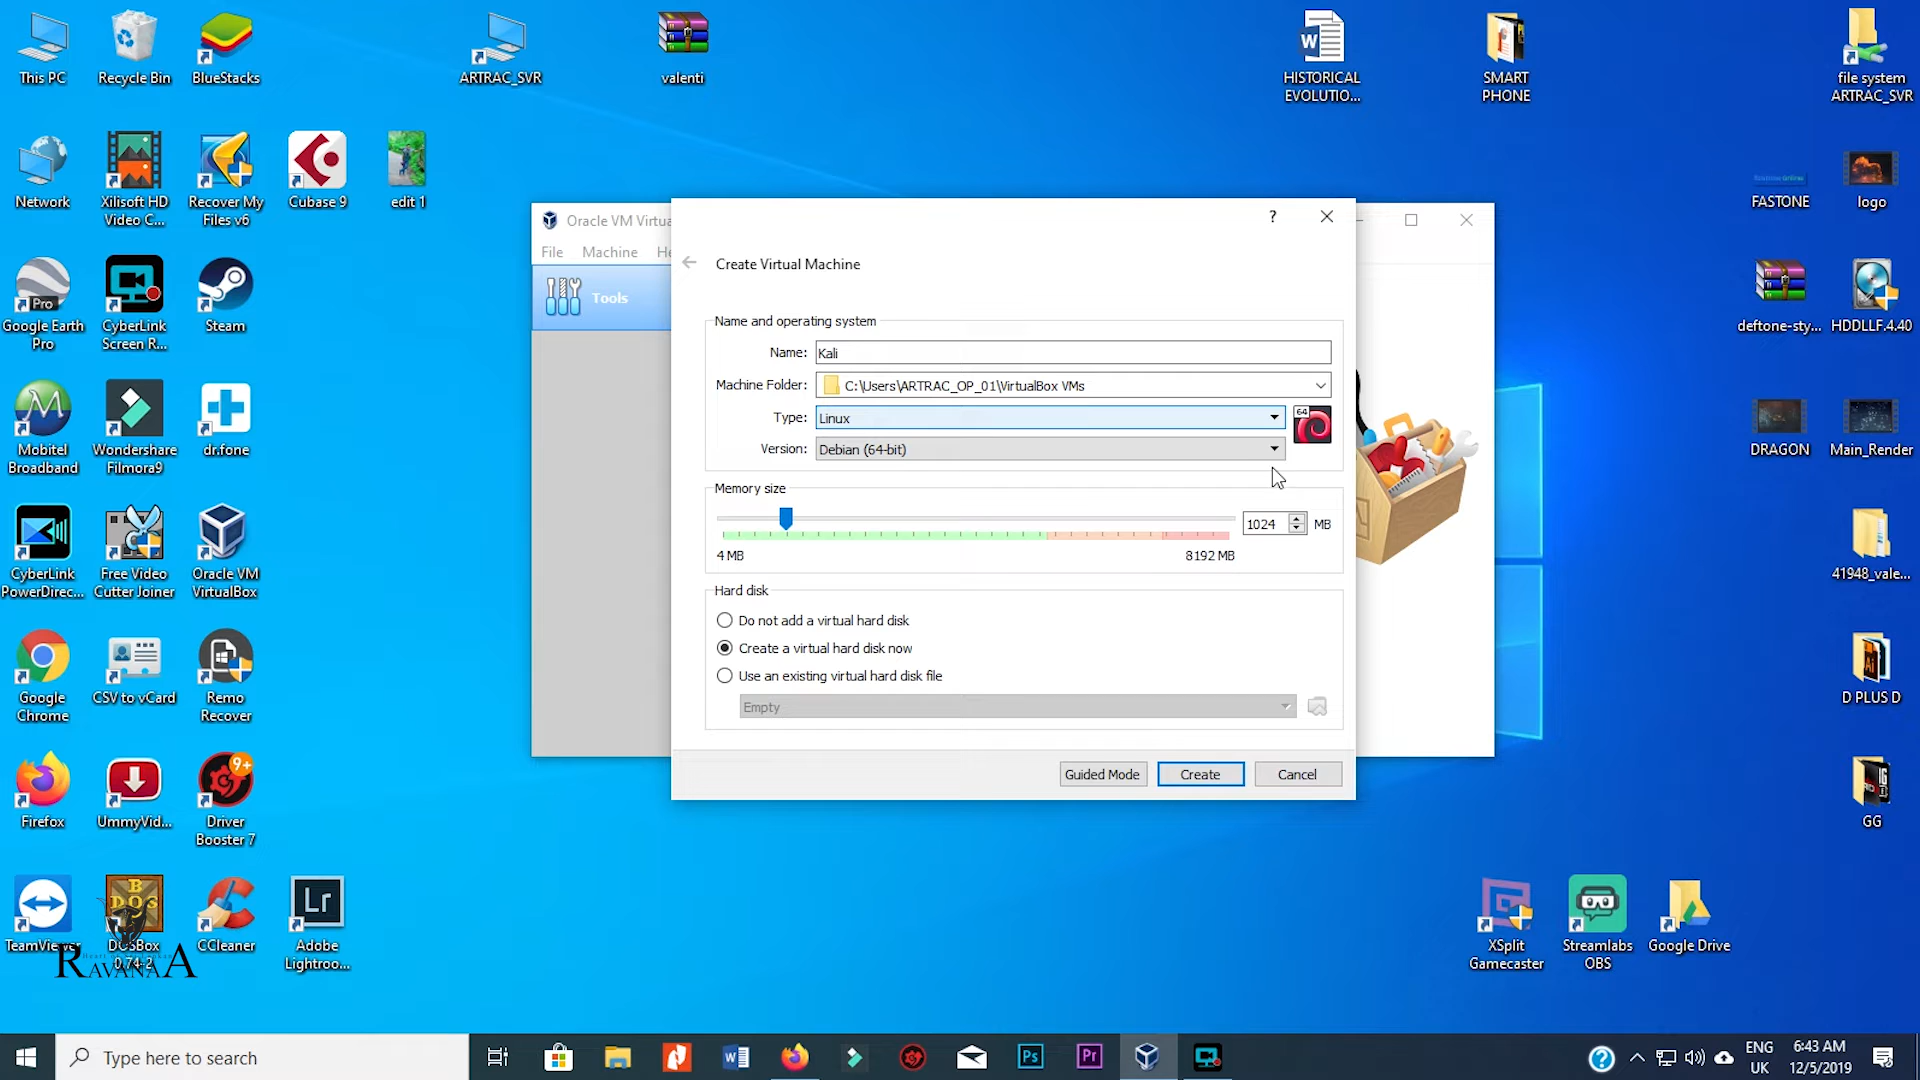 This PC
Recycle Bin
BlueStacks
ARTRAC_SVR
valenti
HISTORICAL
EVOLUTIO...
SMART
PHONE
file system
ARTRAC_SVR
Network
Xilisoft HD
Video C...
Recover My
Files v6
Cubase 9
edit 1
FASTONE
logo
Pro
Google Earth
Pro
CyberLink
Screen R...
Steam
deftone-sty...
HDDLLF.4.40
Mobitel
Broadband
Wondershare
Filmora9
dr.fone
DRAGON
Main_Render
CyberLink
PowerDirec...
Free Video
Cutter Joiner
Oracle VM
VirtualBox
41948_vale...
Google
Chrome
CSV to vCard
Remo
Recover
D PLUS D
Firefox
UmmyVid...
9+
Driver
Booster 7
GG
TeamViewer
DOSBox
0.74-2
CCleaner
Lr
Adobe
Lightroo...
RAVANAA
XSplit
Gamecaster
Streamlabs
OBS
Google Drive
Oracle VM Virtua
File Machine He
Tools
?
Create Virtual Machine
Name and operating system
Name: Kali
Machine Folder: C:\Users\ARTRAC_OP_01\VirtualBox VMs
Type: Linux
64
Version: Debian (64-bit)
Memory size
1024 MB
4 MB 8192 MB
Hard disk
Do not add a virtual hard disk
Create a virtual hard disk now
Use an existing virtual hard disk file
Empty
Guided Mode Create Cancel
Type here to search
Ps
Pr
ENG
UK
6:43 AM
12/5/2019